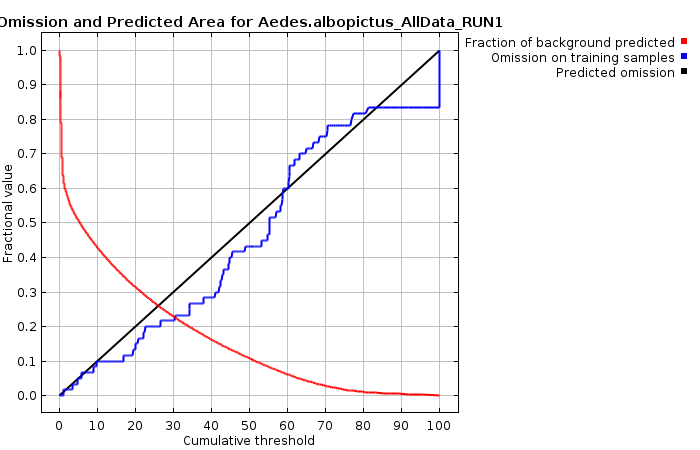 Omission and Predicted Area for Aedes.albopictus_AllData_RUN1
Fraction of background predicted
Omission on training samples
Predicted omission
Fractional value
1.0
0.9
0.8
0.7
0.6
0.5
0.4
0.3
0.2
0.1
0.0
0 10 20 30 40 50 60 70 80 90 100
Cumulative threshold